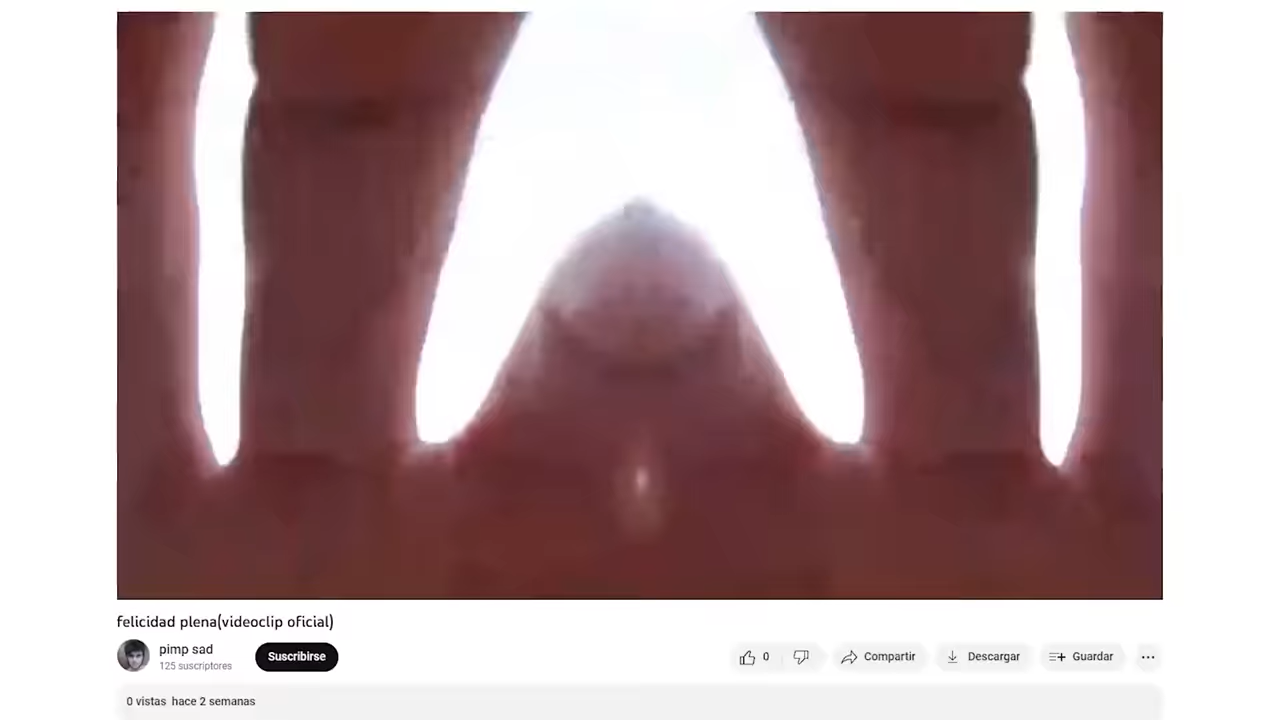 felicidad plena(videoclip oficial)
pimp sad
125 suscriptores
Suscribirse
0
Compartir
Descargar
Guardar
0 vistas hace 2 semanas